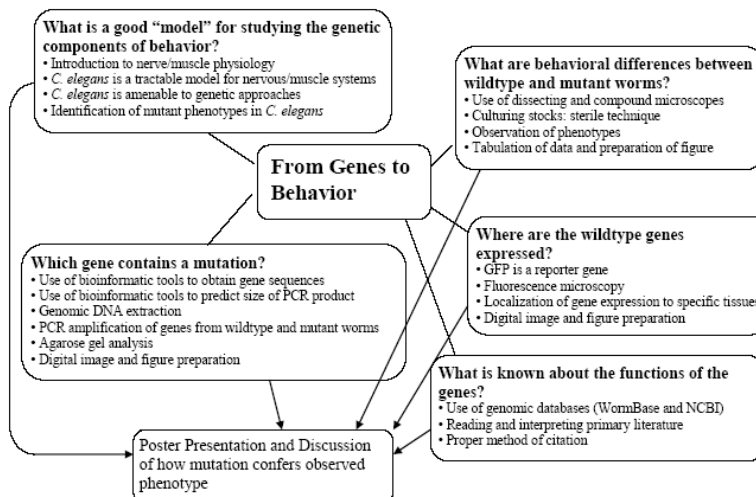 What is a good “model” for studying the genetic
components of behavior?
• Introduction to nerve/muscle physiology
• C. elegans is a tractable model for nervous/muscle systems
• C. elegans is amenable to genetic approaches
• Identification of mutant phenotypes in C. elegans
What are behavioral differences between
wildtype and mutant worms?
• Use of dissecting and compound microscopes
• Culturing stocks: sterile technique
• Observation of phenotypes
• Tabulation of data and preparation of figure
From Genes to
Behavior
Which gene contains a mutation?
• Use of bioinformatic tools to obtain gene sequences
• Use of bioinformatic tools to predict size of PCR product
• Genomic DNA extraction
• PCR amplification of genes from wildtype and mutant worms
• Agarose gel analysis
• Digital image and figure preparation
Where are the wildtype genes
expressed?
• GFP is a reporter gene
• Fluorescence microscopy
• Localization of gene expression to specific tissues
• Digital image and figure preparation
What is known about the functions of the
genes?
• Use of genomic databases (WormBase and NCBI)
• Reading and interpreting primary literature
• Proper method of citation
Poster Presentation and Discussion
of how mutation confers observed
phenotype